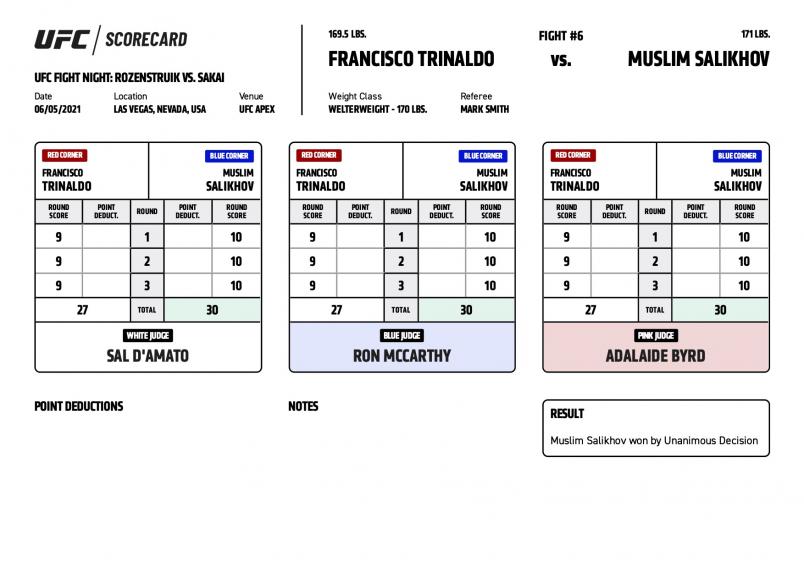 UFC / SCORECARD
UFC FIGHT NIGHT: ROZENSTRUIK VS. SAKAI
Date Location Venue
06/05/2021 LAS VEGAS, NEVADA, USA UFC APEX
169.5 LBS. FIGHT #6 171 LBS.
FRANCISCO TRINALDO VS. MUSLIM SALIKHOV
Weight Class Referee
WELTERWEIGHT - 170 LBS. MARK SMITH
RED CORNER BLUE CORNER
FRANCISCO MUSLIM
TRINALDO SALIKHOV
ROUND SCORE POINT DEDUCT. ROUND POINT DEDUCT. ROUND SCORE
9 1 10
9 2 10
9 3 10
27 TOTAL 30
WHITE JUDGE
SAL D'AMATO
RED CORNER BLUE CORNER
FRANCISCO MUSLIM
TRINALDO SALIKHOV
ROUND SCORE POINT DEDUCT. ROUND POINT DEDUCT. ROUND SCORE
9 1 10
9 2 10
9 3 10
27 TOTAL 30
BLUE JUDGE
RON MCCARTHY
RED CORNER BLUE CORNER
FRANCISCO MUSLIM
TRINALDO SALIKHOV
ROUND SCORE POINT DEDUCT. ROUND POINT DEDUCT. ROUND SCORE
9 1 10
9 2 10
9 3 10
27 TOTAL 30
PINK JUDGE
ADALAIDE BYRD
POINT DEDUCTIONS
NOTES
RESULT
Muslim Salikhov won by Unanimous Decision